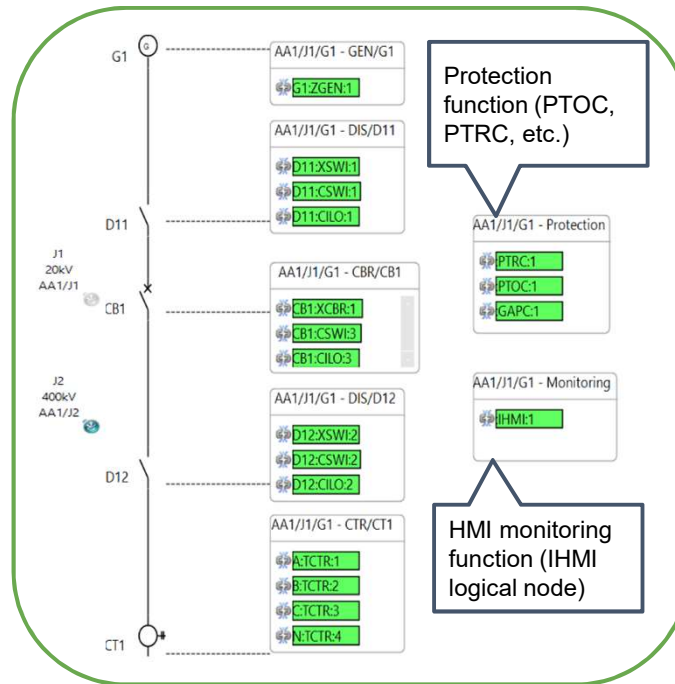 G1
G
AA1/J1/G1 - GEN/G1
G1:ZGEN:1
AA1/J1/G1 - DIS/D11
D11:XSWI:1
D11:CSWI:1
D11:CILO:1
D11
J1
20kV
AA1/J1
CB1
AA1/J1/G1 - CBR/CB1
CB1:XCBR:1
CB1:CSWI:3
CB1:CILO:3
J2
400kV
AA1/J2
AA1/J1/G1 - DIS/D12
D12:XSWI:2
D12:CSWI:2
D12:CILO:2
D12
AA1/J1/G1 - CTR/CT1
A:TCTR:1
B:TCTR:2
C:TCTR:3
N:TCTR:4
CT1
Protection
function (PTOC,
PTRC, etc.)
AA1/J1/G1 - Protection
:PTRC:1
:PTOC:1
:GAPC:1
AA1/J1/G1 - Monitoring
:IHMI:1
HMI monitoring
function (IHMI
logical node)